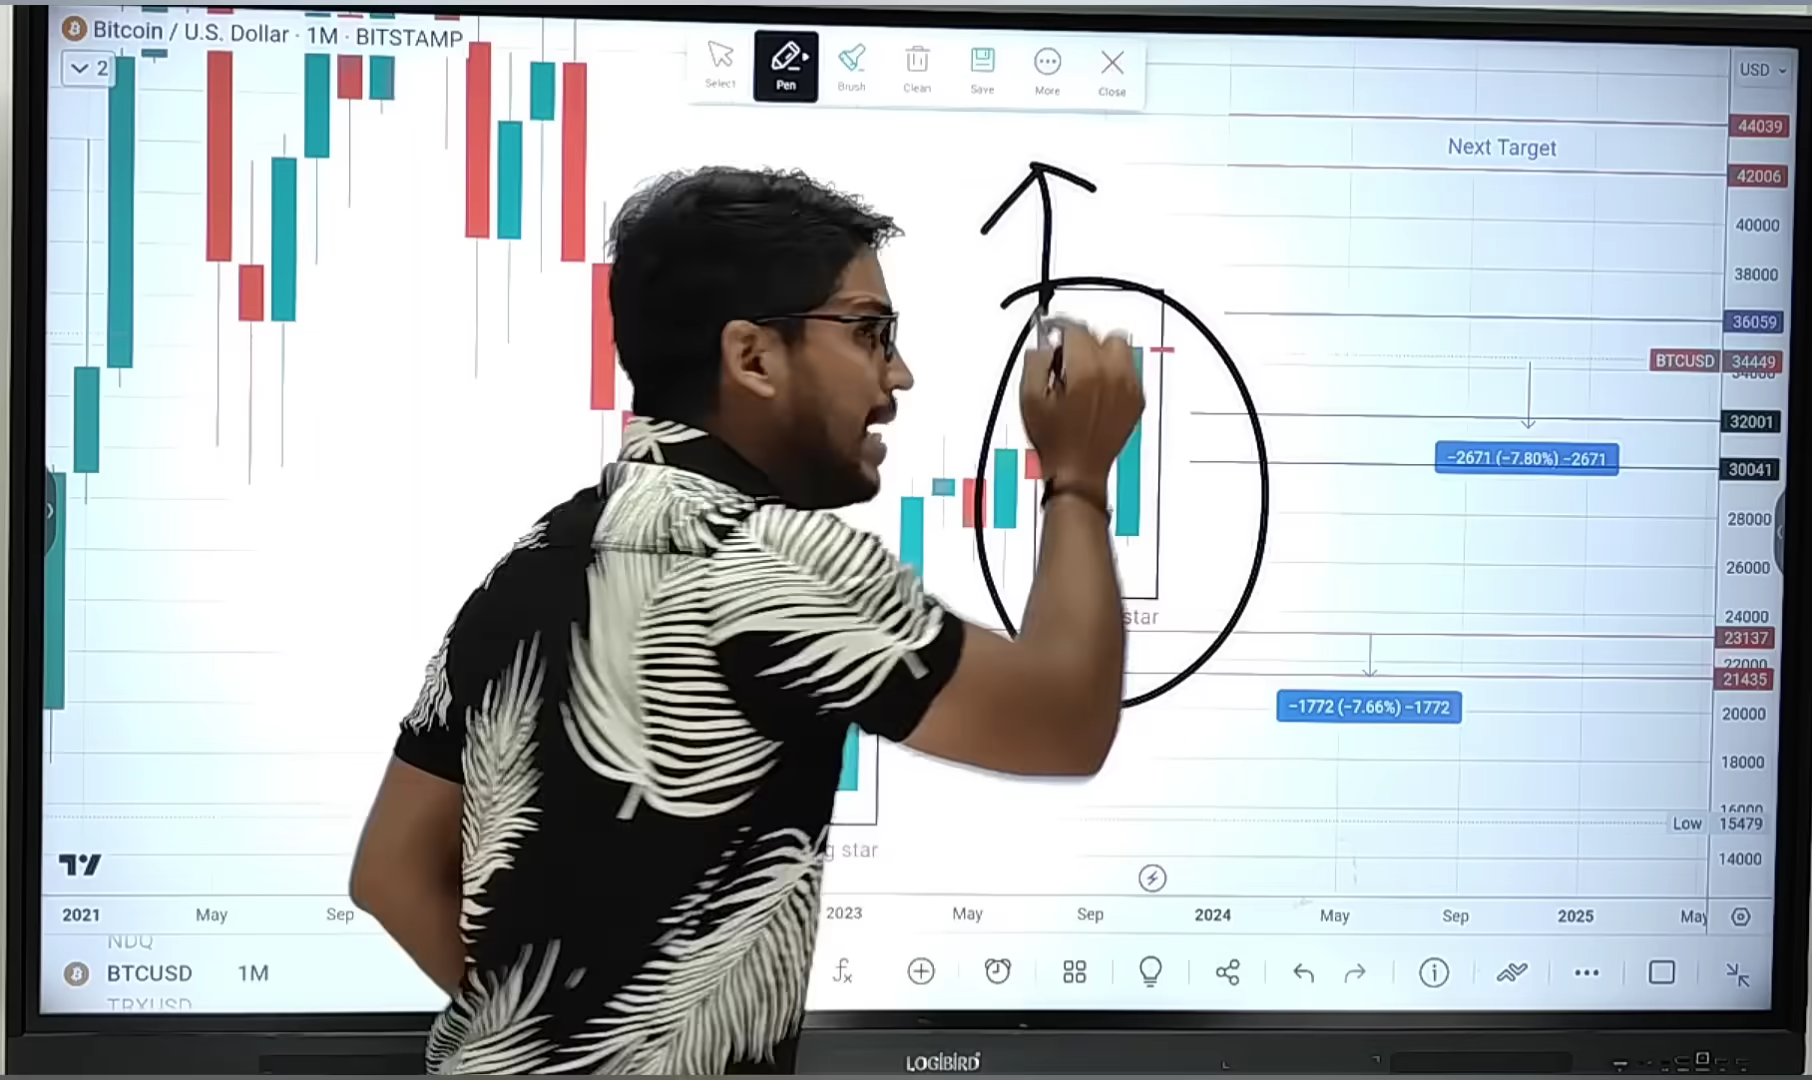 Bitcoin / U.S. Dollar · 1M · BITSTAMP
2
Select
Pen
Brush
Clean
Save
More
Close
USD
44039
Next Target
42006
40000
38000
36059
BTCUSD 34449
34000
32001
−2671 (−7.80%) −2671
30041
28000
26000
24000
star
23137
22000
21435
−1772 (−7.66%) −1772
20000
18000
16000
Low 15479
g star
14000
2021 May Sep 2023 May Sep 2024 May Sep 2025 May
NDQ
BTCUSD 1M
TRYUSD
LOGIBIRD